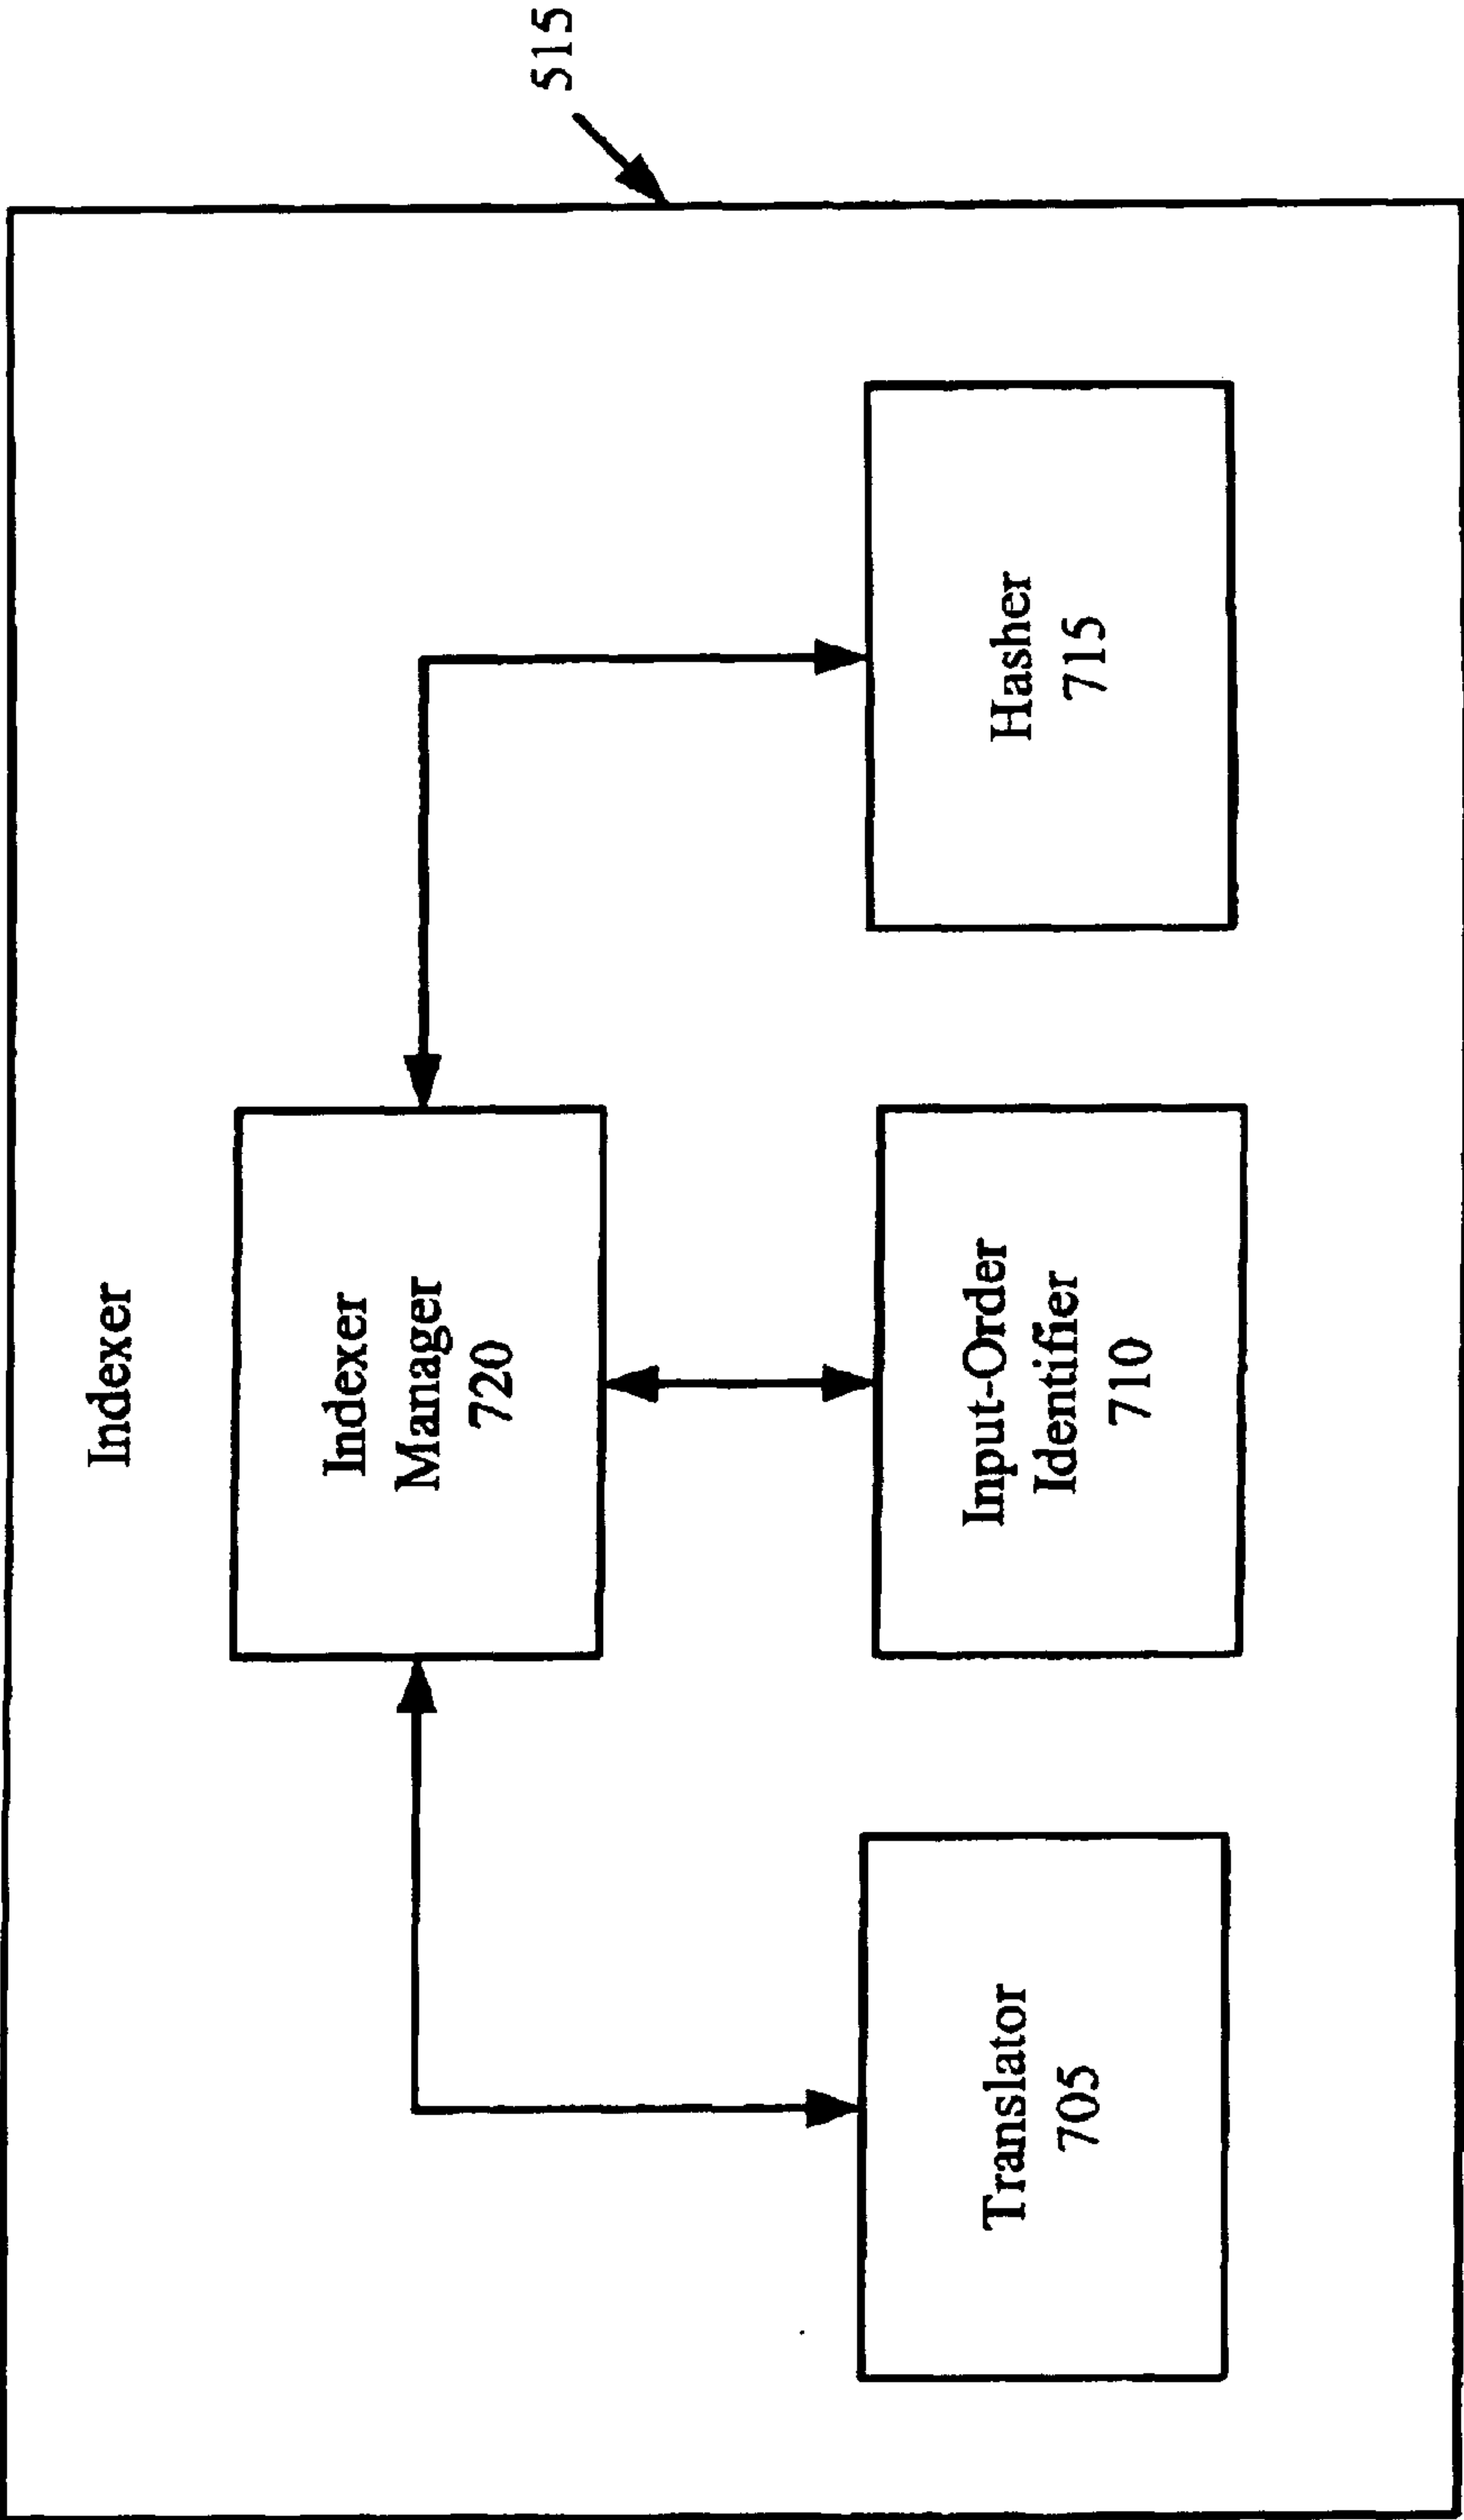 Indexer
515
Indexer
Manager
720
Translator
705
Input-Order
Identifier
710
Hasher
715